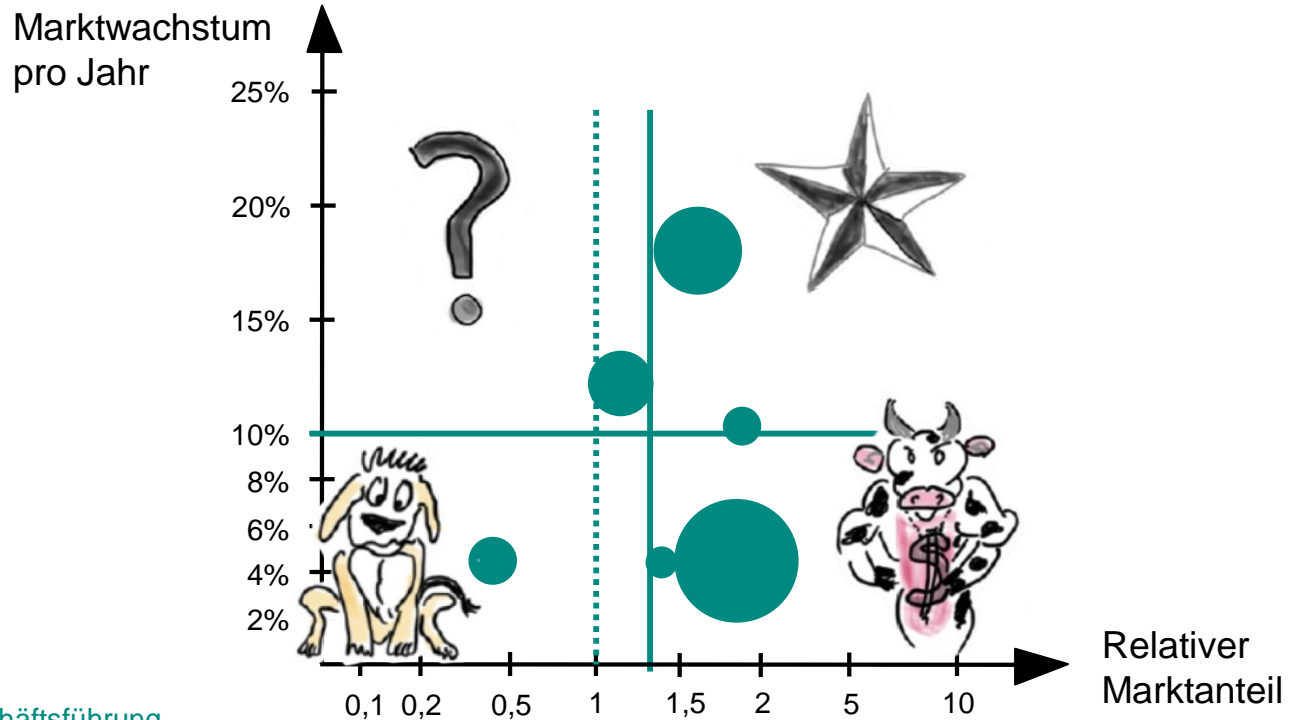 Marktwachstum
pro Jahr
25%
20%
15%
10%
8%
6%
4%
2%
$
0,1 0,2 0,5 1 1,5 2 5 10
Relativer
Marktanteil